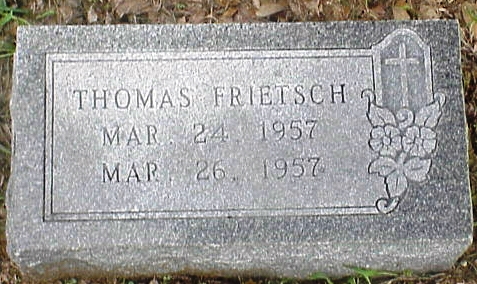 THOMAS FRIETSCH
MAR. 24, 1957
MAR. 26, 1957